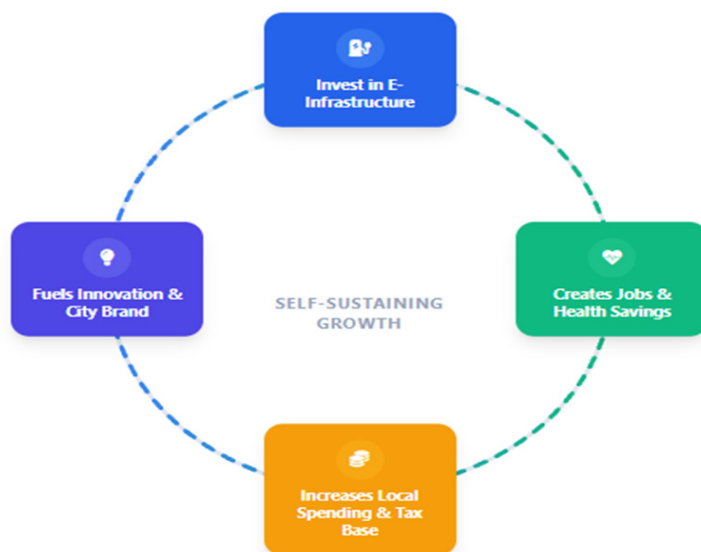 Invest in E-
Infrastructure
Fuels Innovation &
City Brand
SELF-SUSTAINING
GROWTH
Creates Jobs &
Health Savings
Increases Local
Spending & Tax
Base